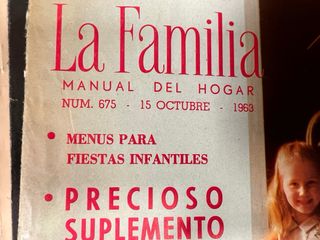 La Familia
MANUAL DEL HOGAR
NUM. 675 - 15 OCTUBRE - 1963
• MENUS PARA
FIESTAS INFANTILES
• PRECIOSO
SUPLEMENTO